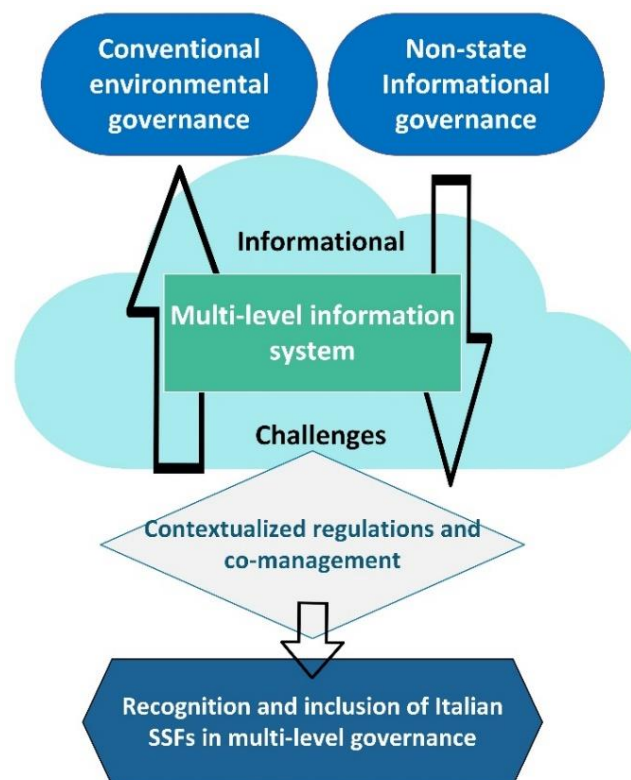 Conventional
environmental
governance
Non-state
Informational
governance
Informational
Multi-level information
system
Challenges
Contextualized regulations and
co-management
Recognition and inclusion of Italian
SSFs in multi-level governance